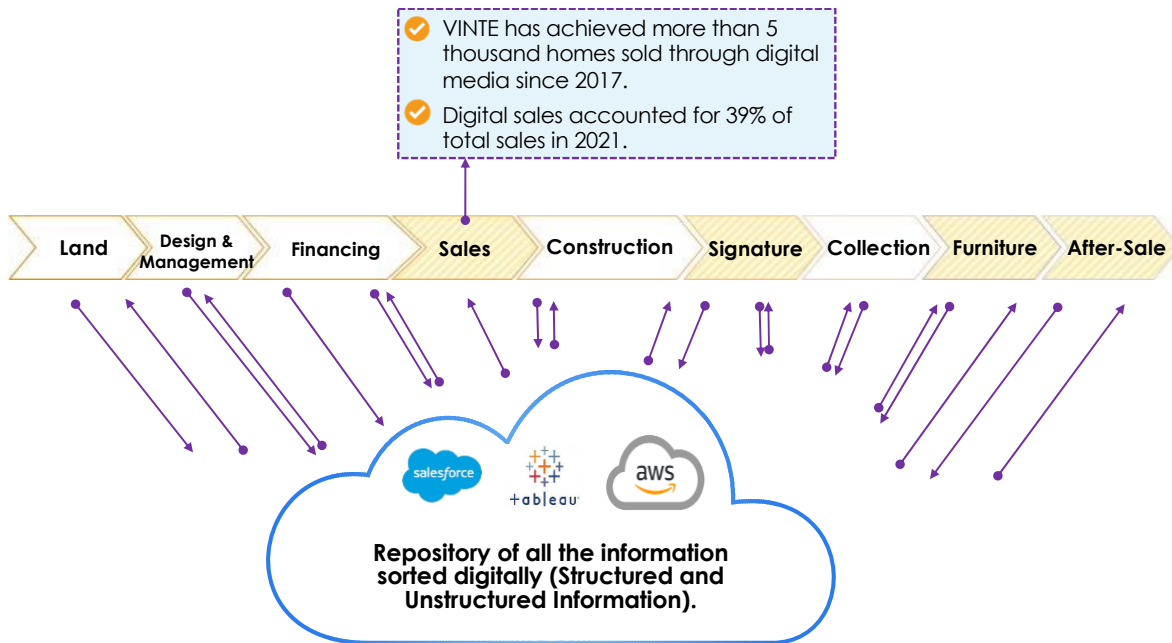 VINTE has achieved more than 5
thousand homes sold through digital
media since 2017.
Digital sales accounted for 39% of
total sales in 2021.
Land
Design &
Management
Financing
Sales
Construction
Signature
Collection
Furniture
After-Sale
salesforce
+ableau
aws
Repository of all the information
sorted digitally (Structured and
Unstructured Information).